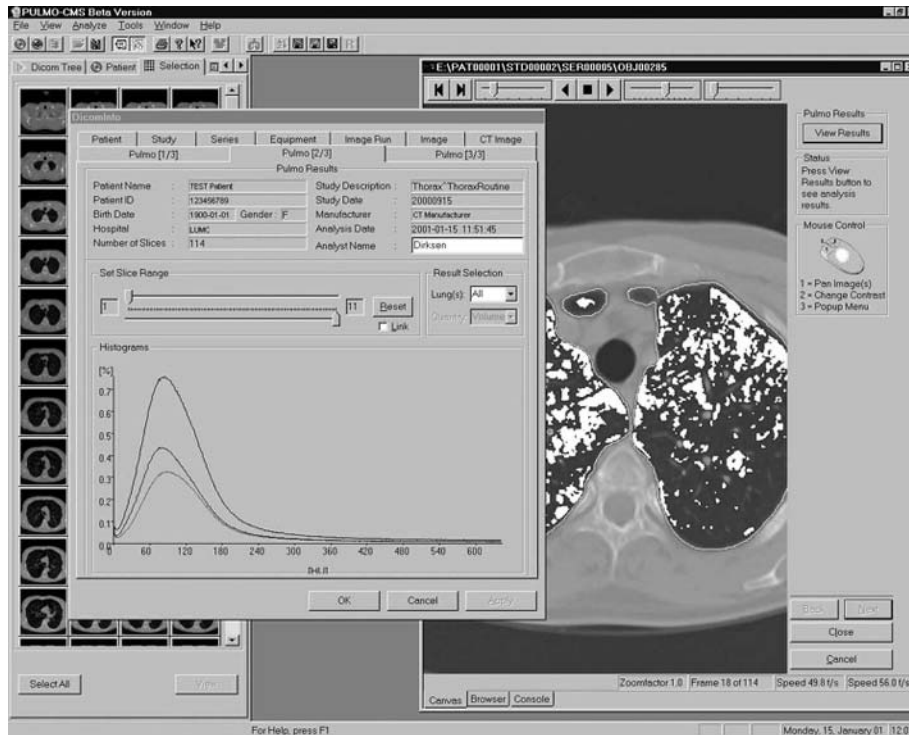 PULMO-CMS Beta Version
File View Analyze Tools Window Help
Dicom Tree Patient Selection
E:\PAT00001\STD00002\SER00005\OBJ00285
DicomInfo
Patient Study Series Equipment Image Run Image CT Image
Pulmo [1/3] Pulmo [2/3] Pulmo [3/3]
Pulmo Results
Patient Name : TEST Patient Study Description : Thorax^ThoraxRoutine
Patient ID : 123456789 Study Date : 20000915
Birth Date : 1900-01-01 Gender : F Manufacturer : CT Manufacturer
Hospital : LUMC Analysis Date : 2001-01-15 11:51:45
Number of Slices : 114 Analyst Name : Dirksen
Set Slice Range Result Selection
1 11 Reset Lung(s): All
Link Quantity: Volume
Histograms
[%]
0.7
0.6
0.5
0.4
0.3
0.2
0.1
0.0
0 60 120 180 240 300 360 420 480 540 600
[H.U.]
OK Cancel Apply
Select All View
Pulmo Results
View Results
Status
Press View
Results button to
see analysis
results.
Mouse Control
1 = Pan Image(s)
2 = Change Contrast
3 = Popup Menu
Back Next
Close
Cancel
Zoomfactor 1.0 Frame 18 of 114 Speed 49.8 f/s Speed 56.0 f/s
Canvas Browser Console
For Help, press F1 Monday, 15, January 01